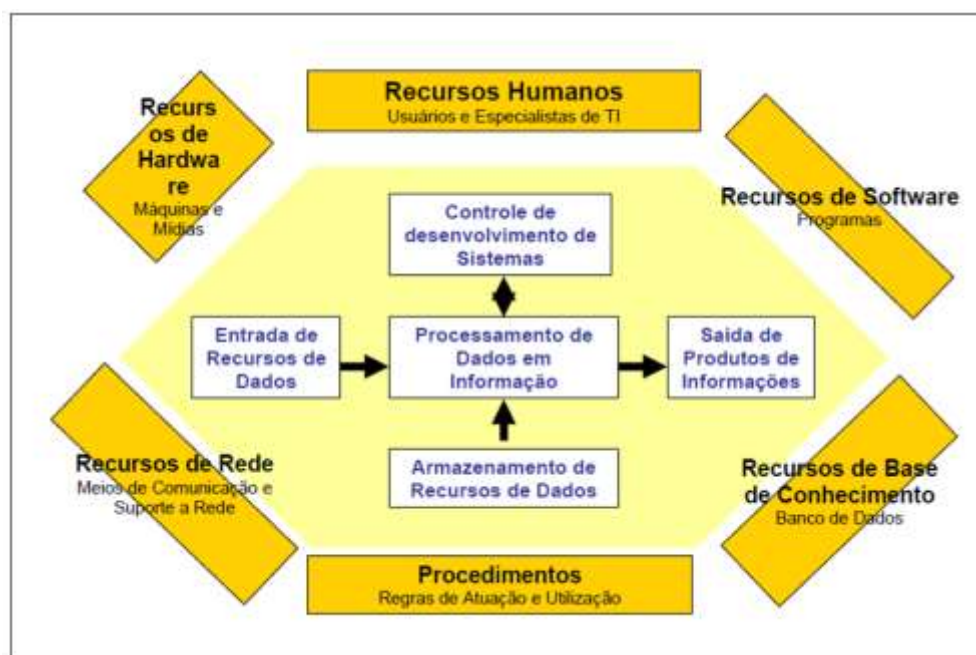 Recursos Humanos
Usuários e Especialistas de TI
Recurs
os de
Hardwa
re
Máquinas e
Mídias
Recursos de Software
Programas
Controle de
desenvolvimento de
Sistemas
Entrada de
Recursos de
Dados
Processamento de
Dados em
Informação
Saida de
Produtos de
Informações
Armazenamento de
Recursos de Dados
Recursos de Rede
Meios de Comunicação e
Suporte a Rede
Recursos de Base
de Conhecimento
Banco de Dados
Procedimentos
Regras de Atuação e Utilização